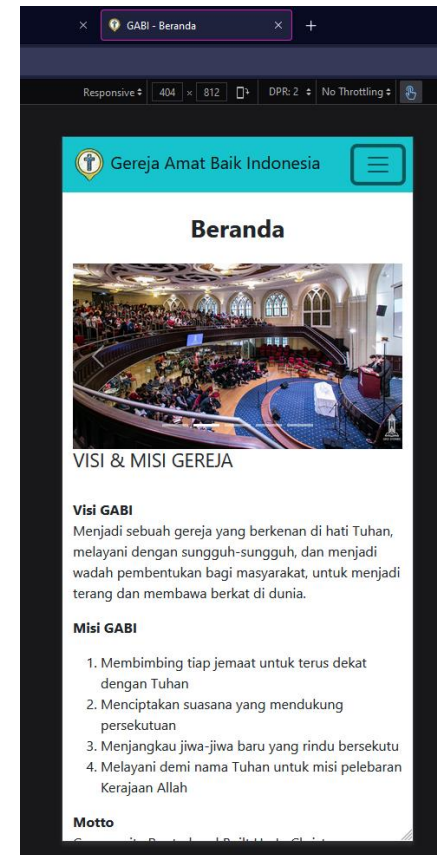 GABI - Beranda
Responsive 404 × 812 DPR: 2 No Throttling
Gereja Amat Baik Indonesia
Beranda
VISI & MISI GEREJA
Visi GABI
Menjadi sebuah gereja yang berkenan di hati Tuhan,
melayani dengan sungguh-sungguh, dan menjadi
wadah pembentukan bagi masyarakat, untuk menjadi
terang dan membawa berkat di dunia.
Misi GABI
1. Membimbing tiap jemaat untuk terus dekat
dengan Tuhan
2. Menciptakan suasana yang mendukung
persekutuan
3. Menjangkau jiwa-jiwa baru yang rindu bersekutu
4. Melayani demi nama Tuhan untuk misi pelebaran
Kerajaan Allah
Motto